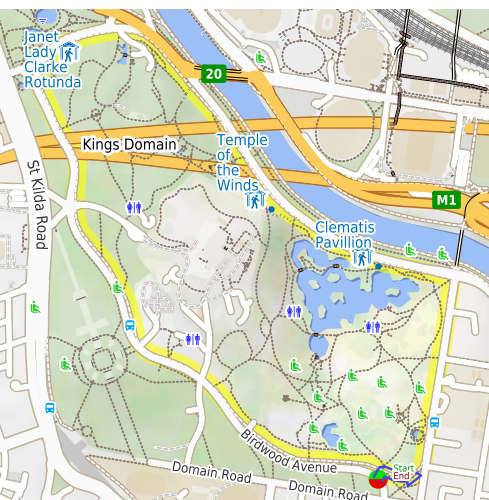 Janet
Lady
Clarke
Rotunda
20
Kings Domain
Temple
of
the
Winds
St Kilda Road
M1
Clematis
Pavillion
Birdwood Avenue
Domain Road
Domain Road
Start
End